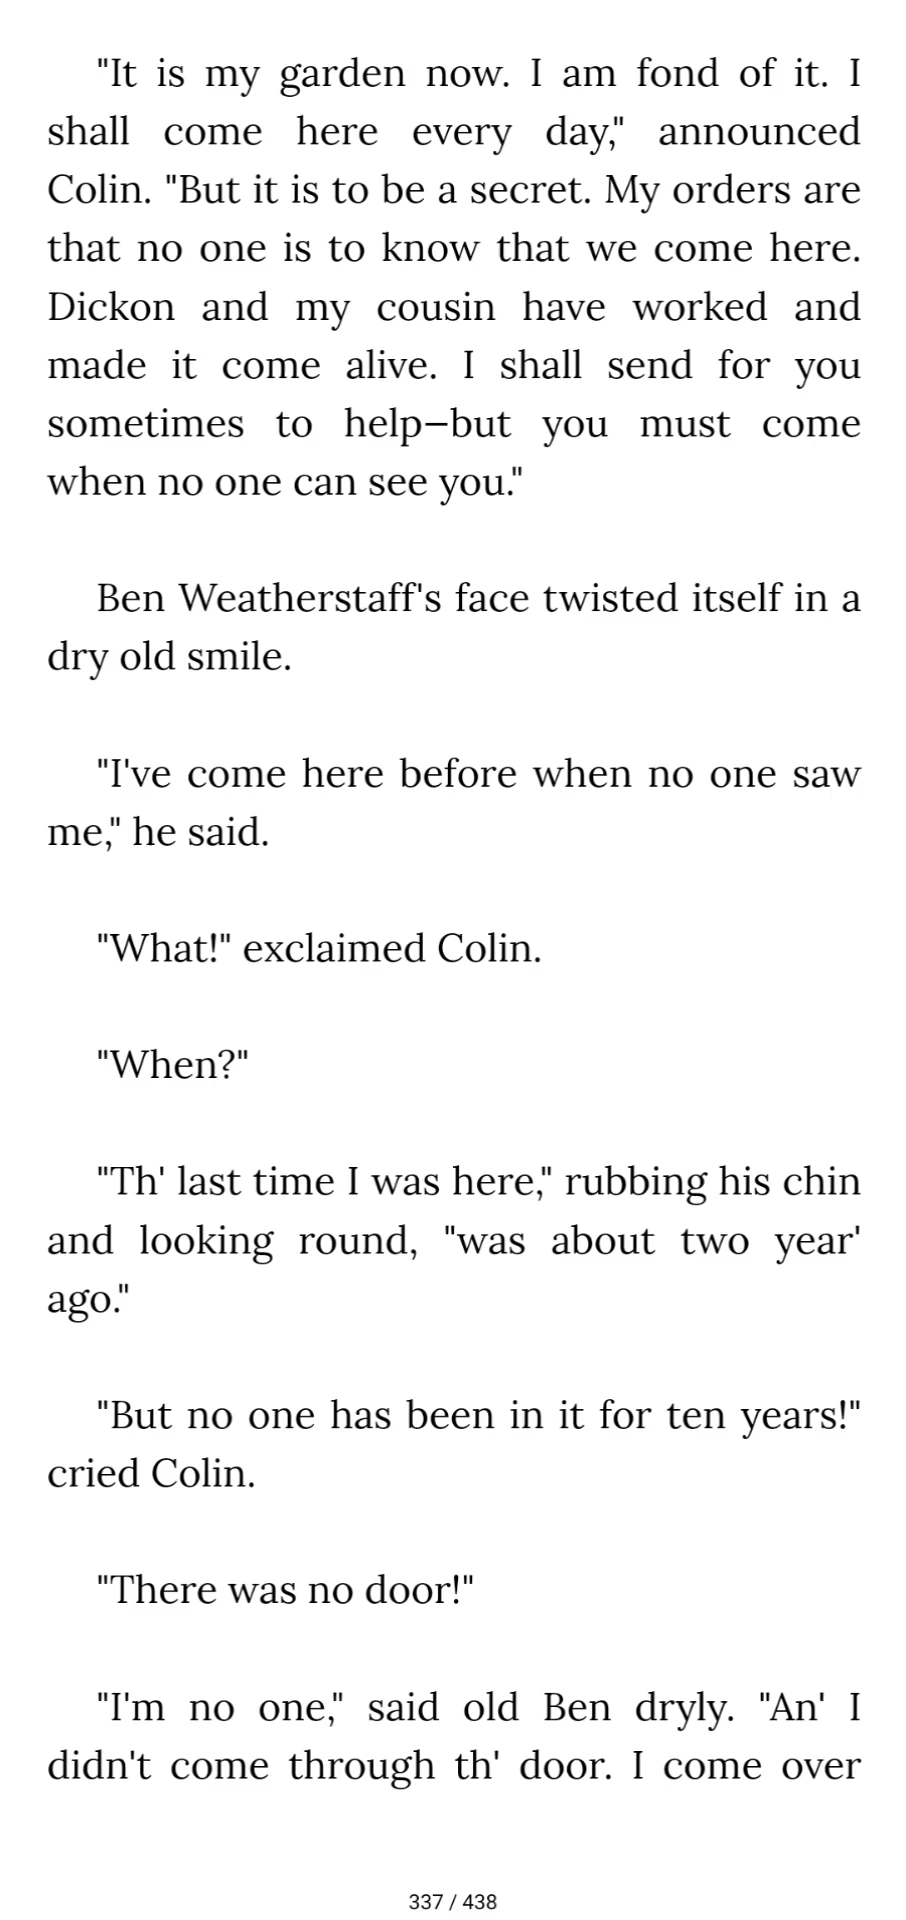 "It is my garden now. I am fond of it. I
shall come here every day," announced
Colin. "But it is to be a secret. My orders are
that no one is to know that we come here.
Dickon and my cousin have worked and
made it come alive. I shall send for you
sometimes to help—but you must come
when no one can see you."
Ben Weatherstaff's face twisted itself in a
dry old smile.
"I've come here before when no one saw
me," he said.
"What!" exclaimed Colin.
"When?"
"Th' last time I was here," rubbing his chin
and looking round, "was about two year'
ago."
"But no one has been in it for ten years!"
cried Colin.
"There was no door!"
"I'm no one," said old Ben dryly. "An' I
didn't come through th' door. I come over
337 / 438